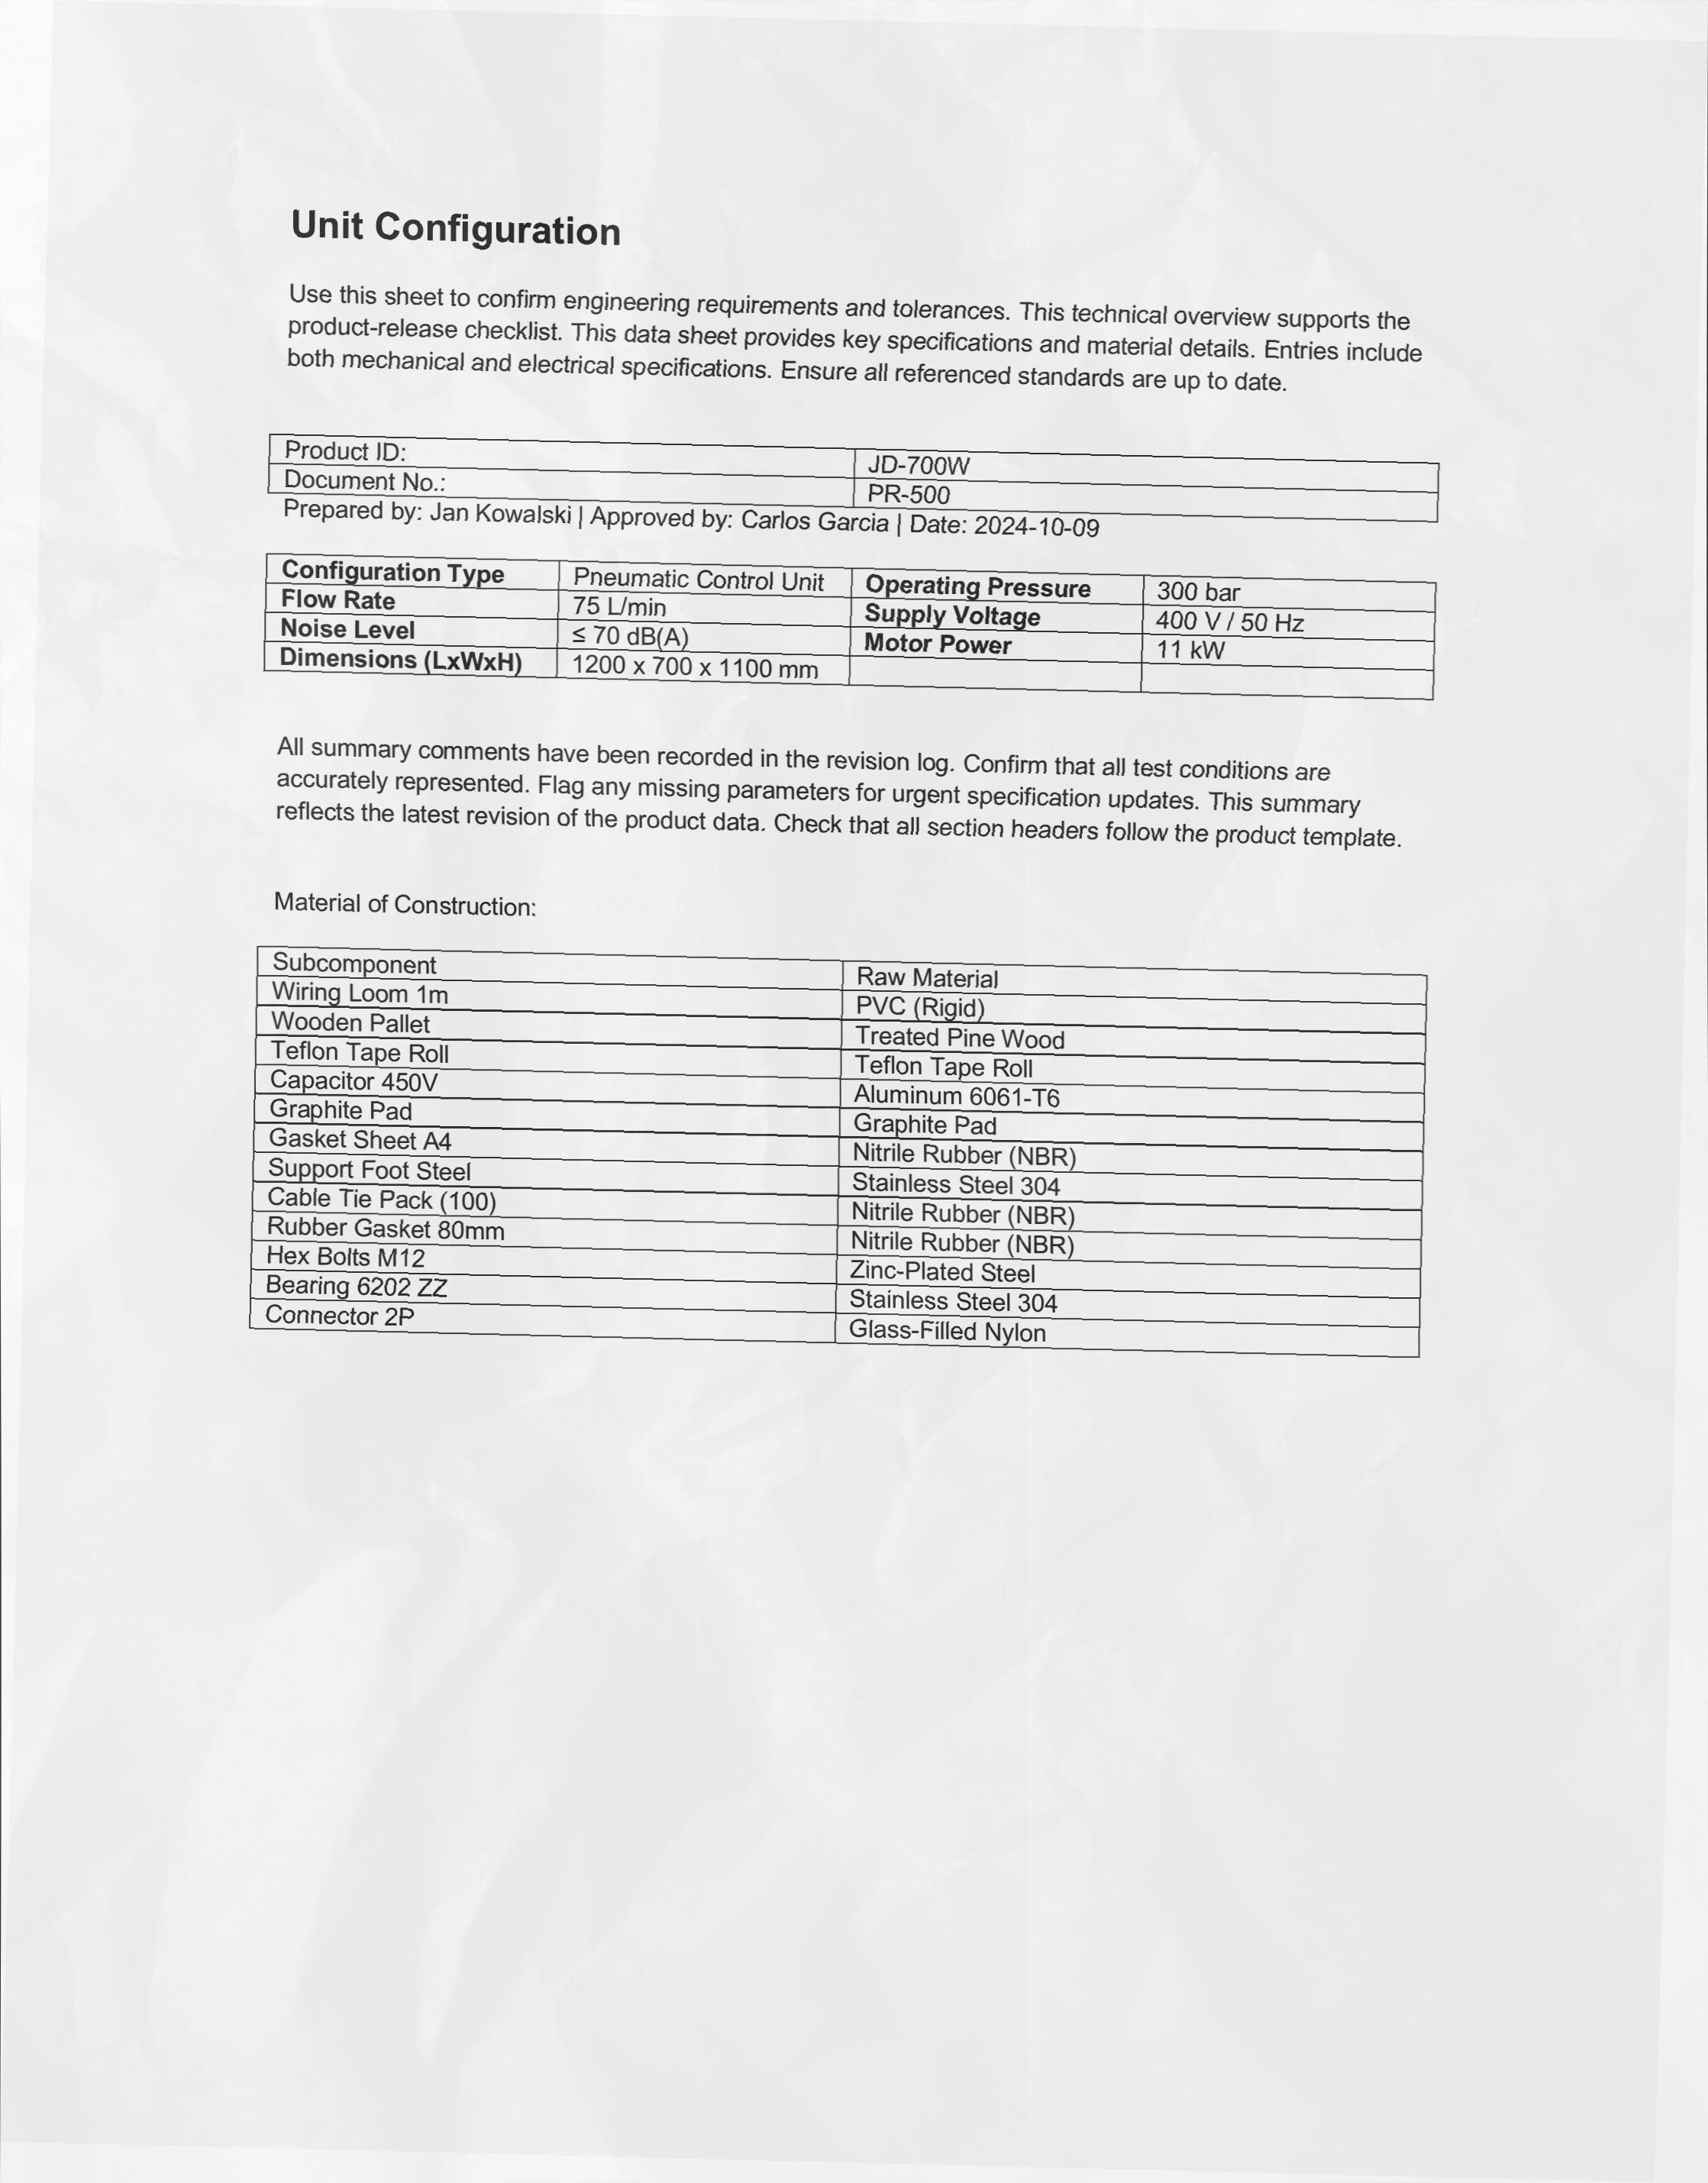 Unit Configuration
Use this sheet to confirm engineering requirements and tolerances. This technical overview supports the
product-release checklist. This data sheet provides key specifications and material details. Entries include
both mechanical and electrical specifications. Ensure all referenced standards are up to date.
Product ID: JD-700W
Document No.: PR-500
Prepared by: Jan Kowalski | Approved by: Carlos Garcia | Date: 2024-10-09
Configuration Type Pneumatic Control Unit Operating Pressure 300 bar
Flow Rate 75 L/min Supply Voltage 400 V / 50 Hz
Noise Level ≤ 70 dB(A) Motor Power 11 kW
Dimensions (LxWxH) 1200 x 700 x 1100 mm
All summary comments have been recorded in the revision log. Confirm that all test conditions are
accurately represented. Flag any missing parameters for urgent specification updates. This summary
reflects the latest revision of the product data. Check that all section headers follow the product template.
Material of Construction:
Subcomponent Raw Material
Wiring Loom 1m PVC (Rigid)
Wooden Pallet Treated Pine Wood
Teflon Tape Roll Teflon Tape Roll
Capacitor 450V Aluminum 6061-T6
Graphite Pad Graphite Pad
Gasket Sheet A4 Nitrile Rubber (NBR)
Support Foot Steel Stainless Steel 304
Cable Tie Pack (100) Nitrile Rubber (NBR)
Rubber Gasket 80mm Nitrile Rubber (NBR)
Hex Bolts M12 Zinc-Plated Steel
Bearing 6202 ZZ Stainless Steel 304
Connector 2P Glass-Filled Nylon